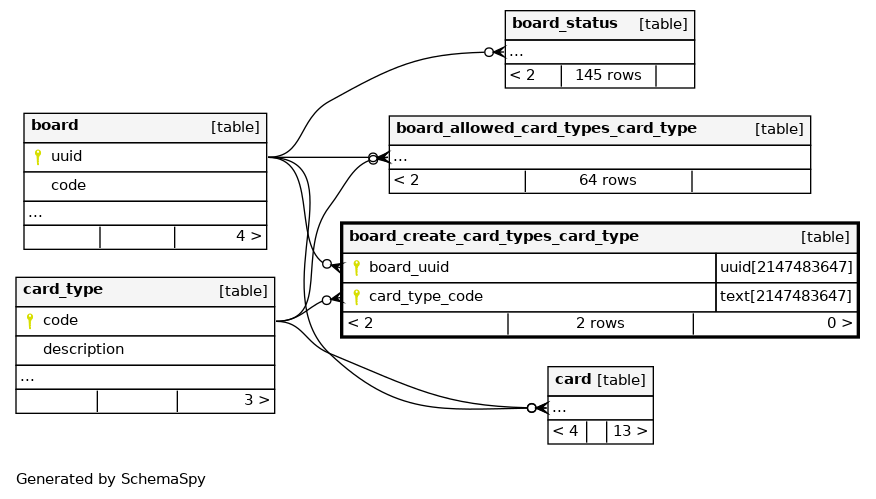 board_status [table]
...
< 2 145 rows
board [table]
uuid
code
...
4 >
board_allowed_card_types_card_type [table]
...
< 2 64 rows
board_create_card_types_card_type [table]
board_uuid uuid[2147483647]
card_type_code text[2147483647]
< 2 2 rows 0 >
card_type [table]
code
description
...
3 >
card [table]
...
< 4 13 >
Generated by SchemaSpy